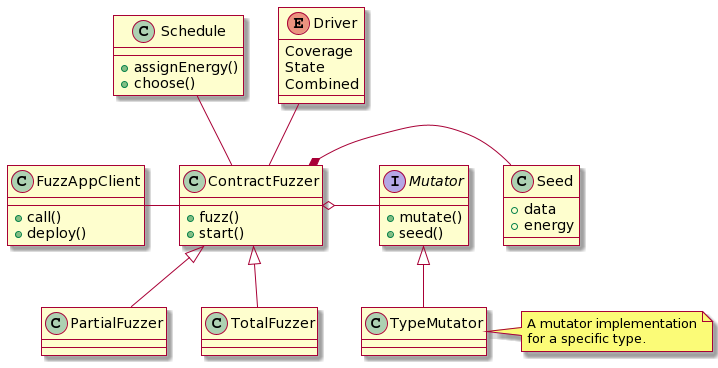 C Schedule
assignEnergy()
choose()
E Driver
Coverage
State
Combined
C FuzzAppClient
call()
deploy()
C ContractFuzzer
fuzz()
start()
I Mutator
mutate()
seed()
C Seed
data
energy
C PartialFuzzer
C TotalFuzzer
C TypeMutator
A mutator implementation
for a specific type.